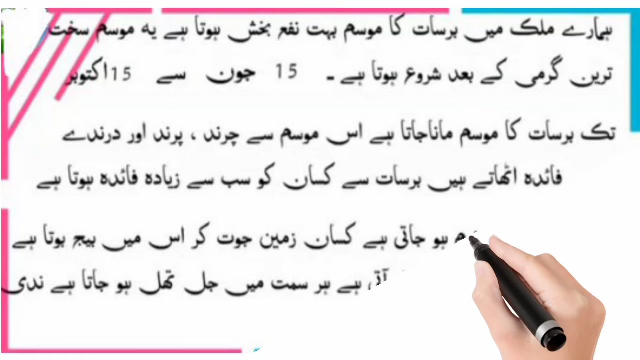 ہمارے ملک میں برسات کا موسم بہت نفع بخش ہوتا ہے یہ موسم سخت
ترین گرمی کے بعد شروع ہوتا ہے ۔ 15 جون سے 15اکتوبر
تک برسات کا موسم ماناجاتا ہے اس موسم سے چرند ، پرند اور درندے
فائدہ اٹھاتے ہیں برسات سے کسان کو سب سے زیادہ فائدہ ہوتا ہے
ہو جاتی ہے کسان زمین جوت کر اس میں بیج بوتا ہے
ہے ہر سمت میں جل تھل ہو جاتا ہے ندی